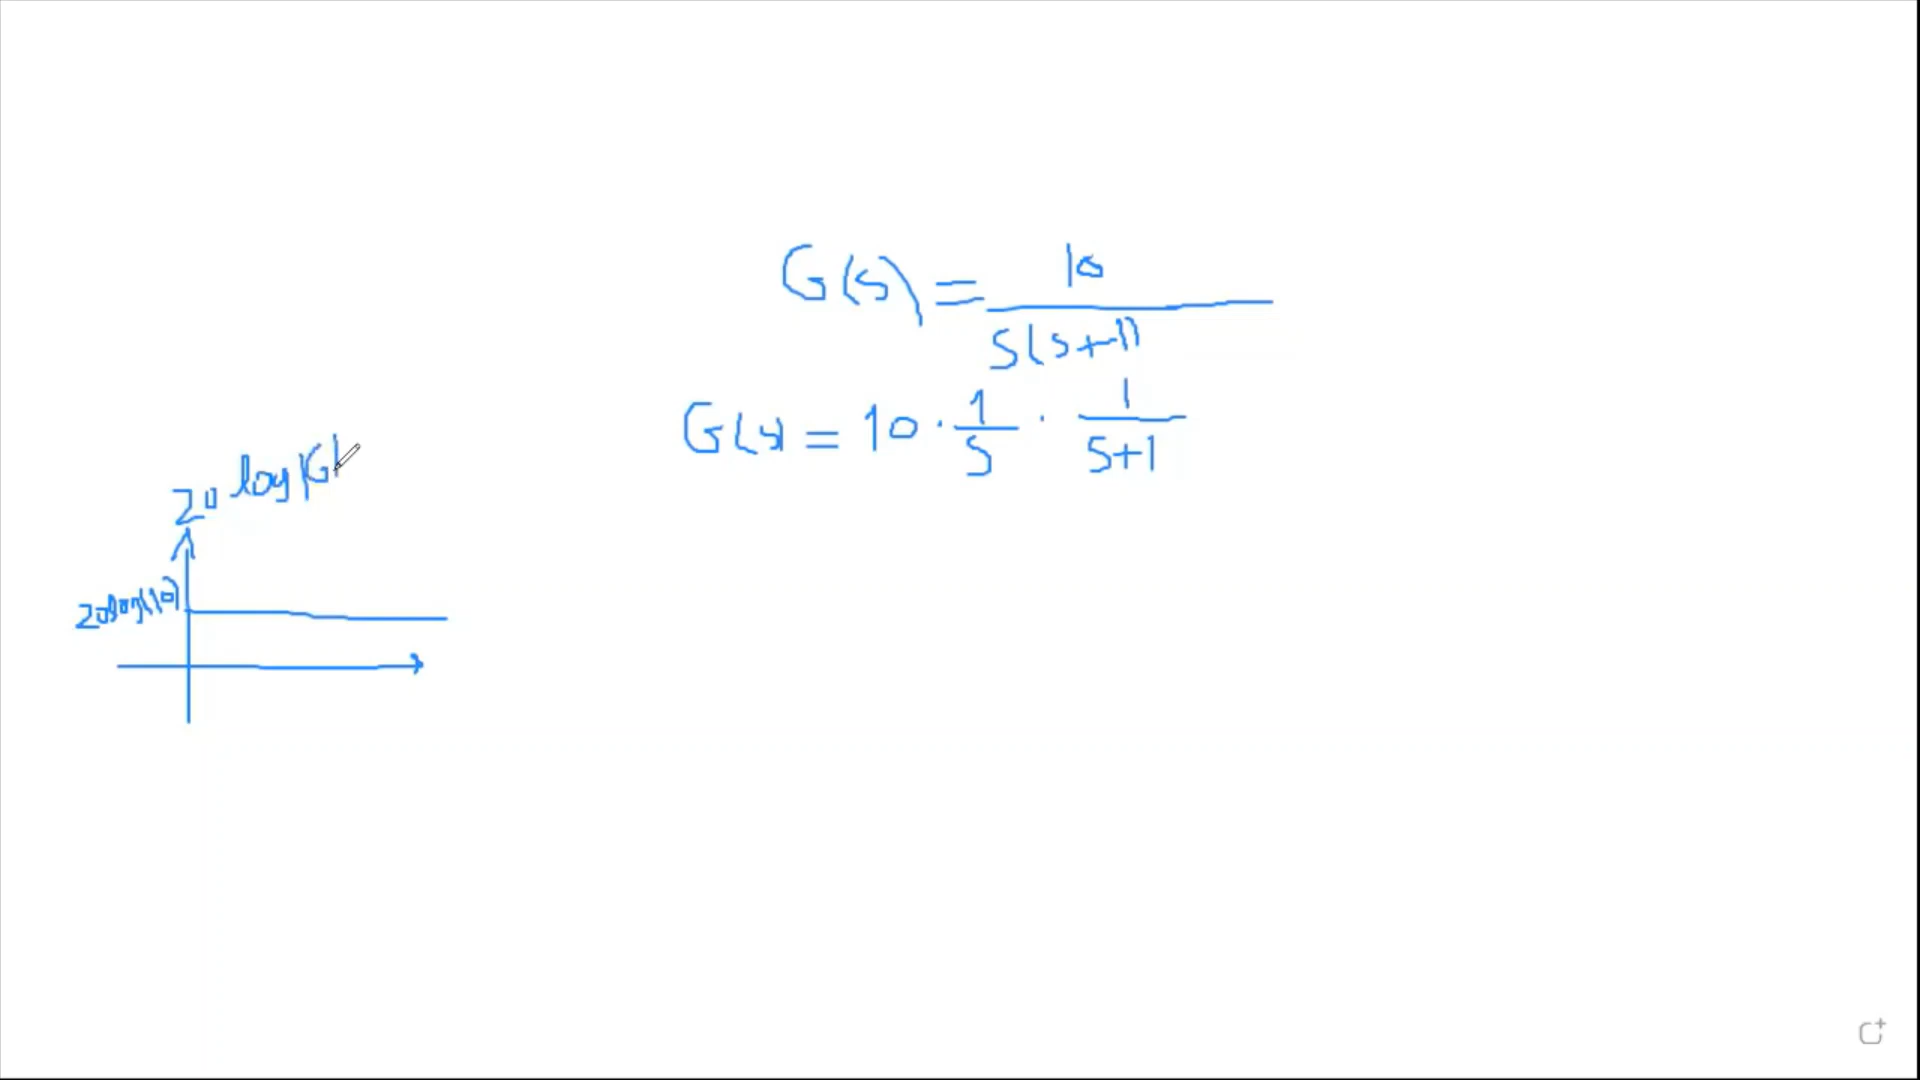 G(s) = 10
s(s+1)
G(s) = 10 · 1/s · 1/s+1
20 log|G|
20log(10)